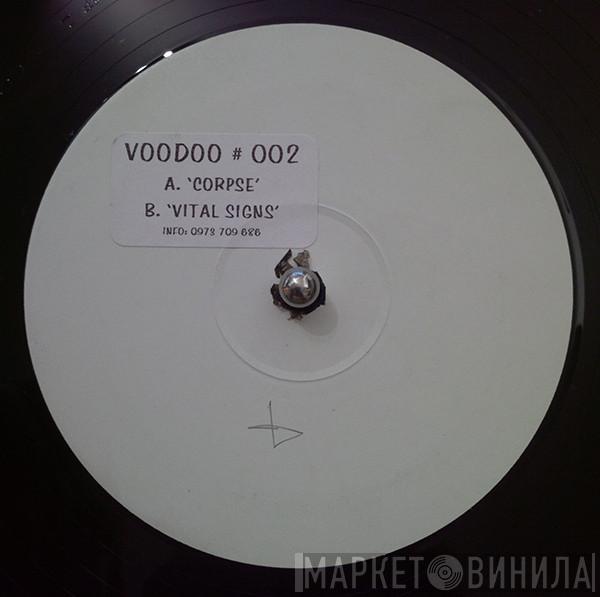 VOODOO # 002
A. 'CORPSE'
B. 'VITAL SIGNS'
INFO: 0973 709 686
МАРКЕТ ВИНИЛА